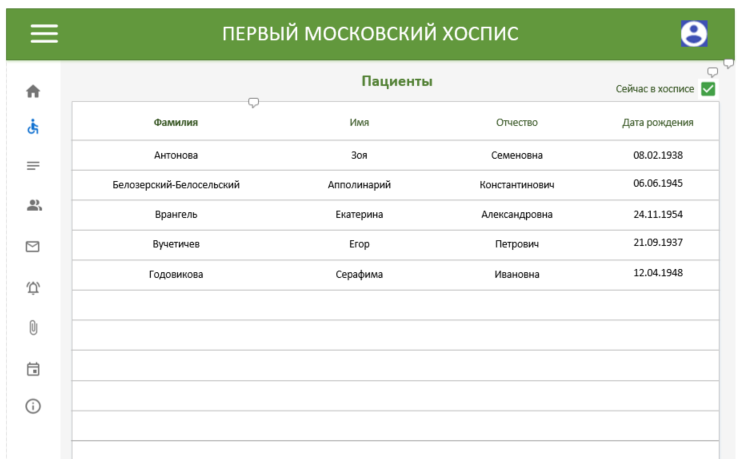 ПЕРВЫЙ МОСКОВСКИЙ ХОСПИС
Пациенты
Сейчас в хосписе
Фамилия Имя Отчество Дата рождения
Антонова Зоя Семеновна 08.02.1938
Белозерский-Белосельский Апполинарий Константинович 06.06.1945
Врангель Екатерина Александровна 24.11.1954
Вучетичев Егор Петрович 21.09.1937
Годовикова Серафима Ивановна 12.04.1948